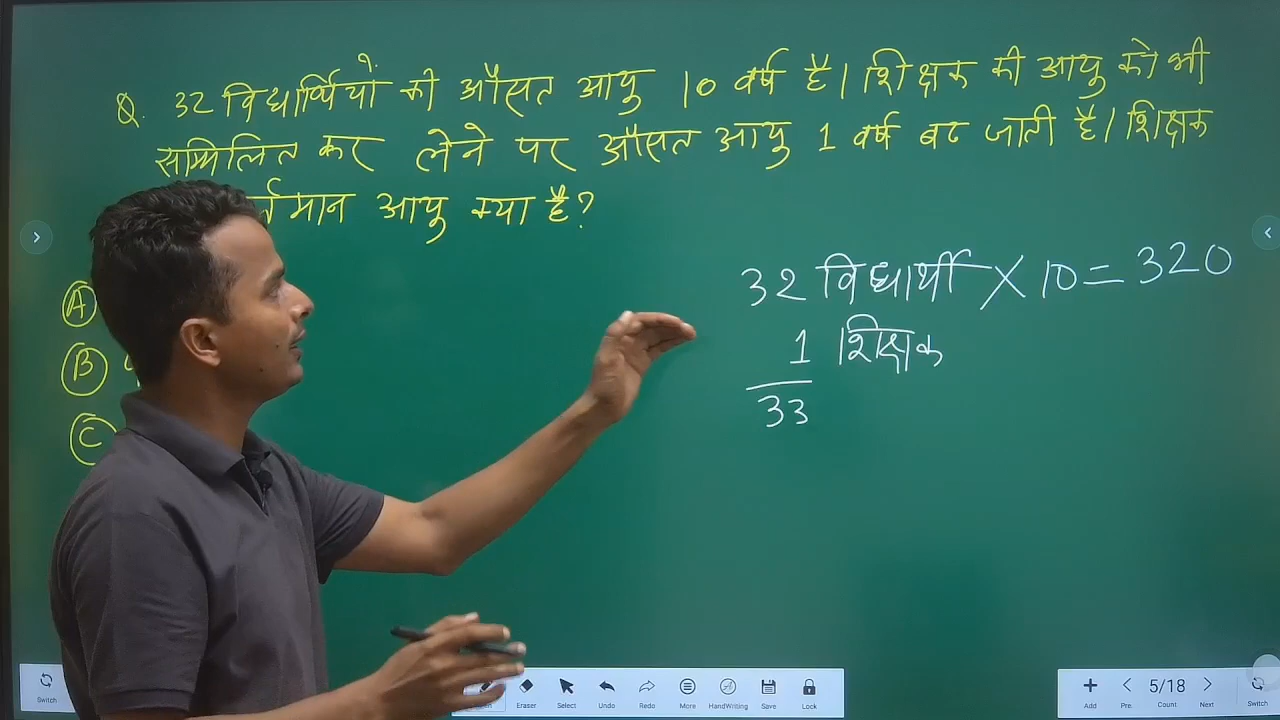 Q. 32 विद्यार्थियों की औसत आयु 10 वर्ष है। शिक्षक की आयु को भी
सम्मिलित कर लेने पर औसत आयु 1 वर्ष बढ जाती है। शिक्षक
र्तमान आयु क्या है?
32 विद्यार्थी × 10 = 320
1 शिक्षक
33
A
B
C
Switch
Eraser
Select
Undo
Redo
More
HandWriting
Save
Lock
Add
Pre.
5/18
Count
Next
Switch